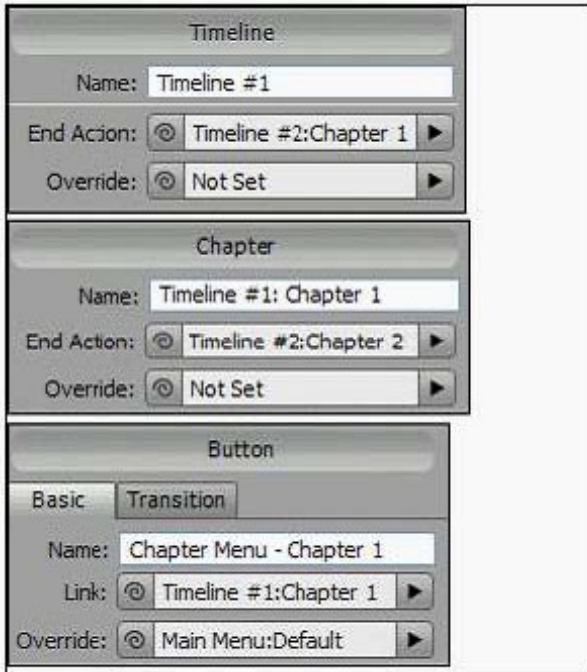 Timeline
Name: Timeline #1
End Action: Timeline #2:Chapter 1
Override: Not Set
Chapter
Name: Timeline #1: Chapter 1
End Action: Timeline #2:Chapter 2
Override: Not Set
Button
Basic Transition
Name: Chapter Menu - Chapter 1
Link: Timeline #1:Chapter 1
Override: Main Menu:Default